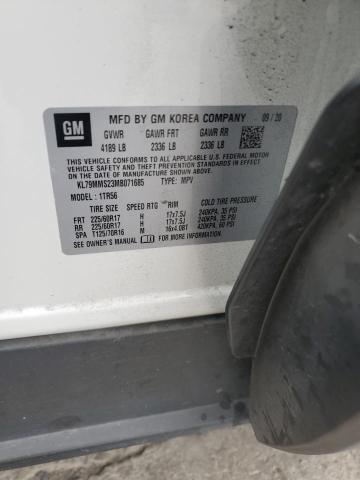 GM
MFD BY GM KOREA COMPANY 09/20
GVWR GAWR FRT GAWR RR
4189 LB 2336 LB 2336 LB
THIS VEHICLE CONFORMS TO ALL APPLICABLE U.S. FEDERAL MOTOR
VEHICLE SAFETY, BUMPER, AND THEFT PREVENTION STANDARDS
IN EFFECT ON THE DATE OF MANUFACTURE SHOWN ABOVE.
KL79MMS23MB071685 TYPE: MPV
MODEL: 1TR56
TIRE SIZE SPEED RTG RIM COLD TIRE PRESSURE
FRT 225/60R17 H 17x7.5J 240KPA, 35 PSI
RR 225/60R17 H 17x7.5J 240KPA, 35 PSI
SPA T125/70R16 M 16x4.0BT 420KPA, 60 PSI
SEE OWNER'S MANUAL FOR MORE INFORMATION.